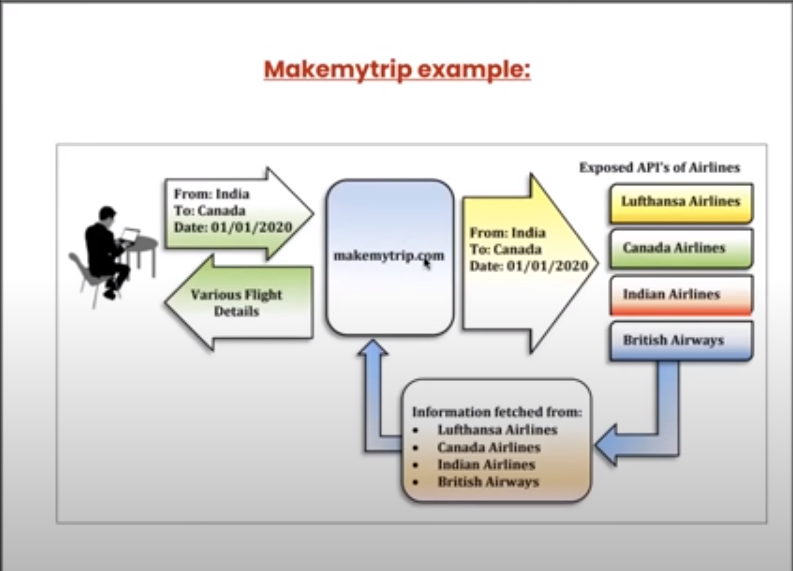 Makemytrip example:
Exposed API's of Airlines
From: India
To: Canada
Date: 01/01/2020
Various Flight
Details
makemytrip.com
From: India
To: Canada
Date: 01/01/2020
Lufthansa Airlines
Canada Airlines
Indian Airlines
British Airways
Information fetched from:
• Lufthansa Airlines
• Canada Airlines
• Indian Airlines
• British Airways